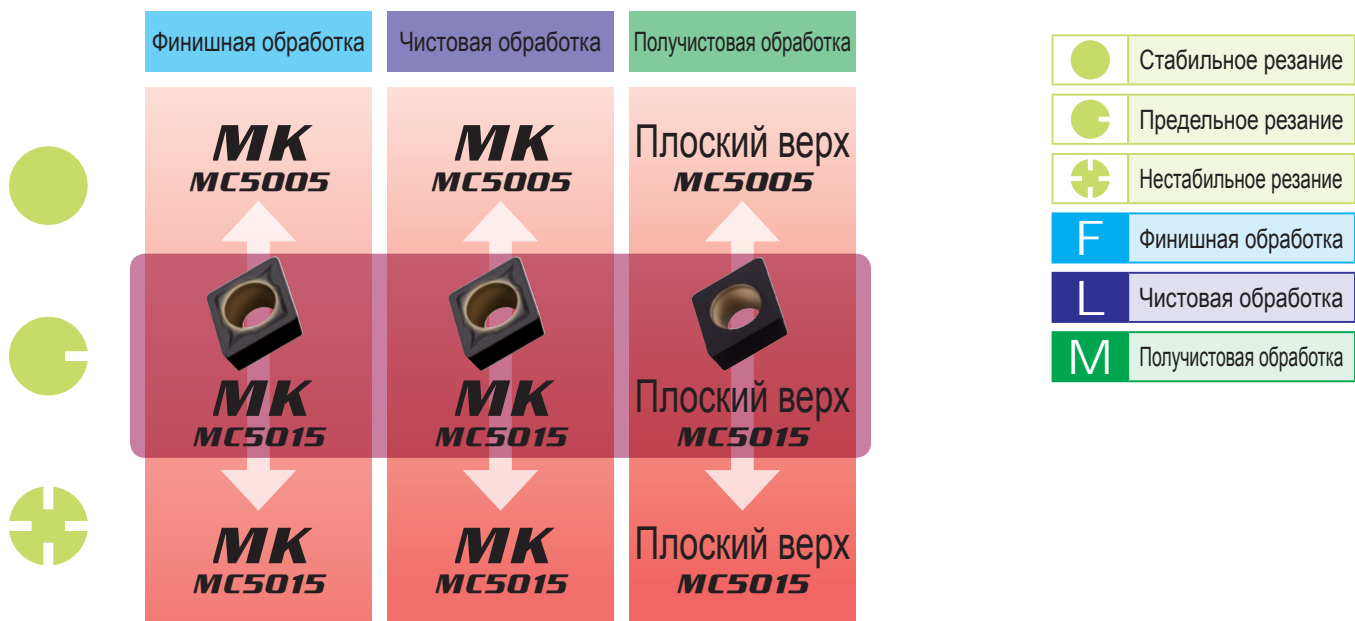 Финишная обработка
Чистовая обработка
Получистовая обработка
MK
MC5005
MK
MC5005
Плоский верх
MC5005
MK
MC5015
MK
MC5015
Плоский верх
MC5015
MK
MC5015
MK
MC5015
Плоский верх
MC5015
Стабильное резание
Предельное резание
Нестабильное резание
F Финишная обработка
L Чистовая обработка
M Получистовая обработка